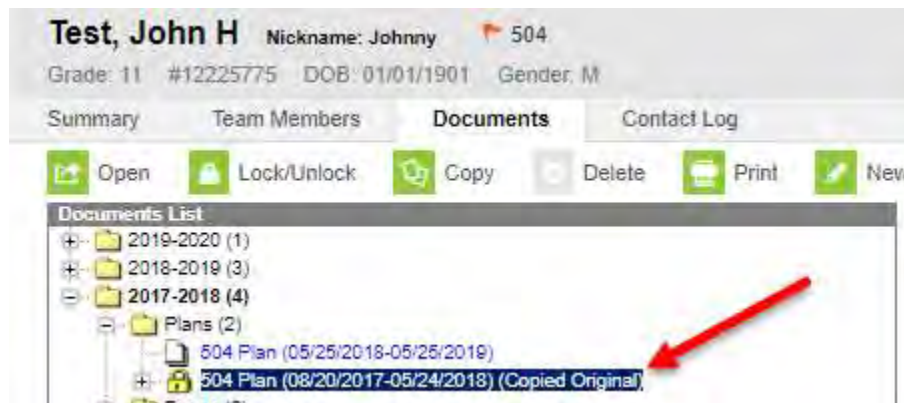 Test, John H Nickname: Johnny 504
Grade: 11 #12225775 DOB: 01/01/1901 Gender: M
Summary Team Members Documents Contact Log
Open Lock/Unlock Copy Delete Print New
Documents List
2019-2020 (1)
2018-2019 (3)
2017-2018 (4)
Plans (2)
504 Plan (05/25/2018-05/25/2019)
504 Plan (08/20/2017-05/24/2018) (Copied Original)